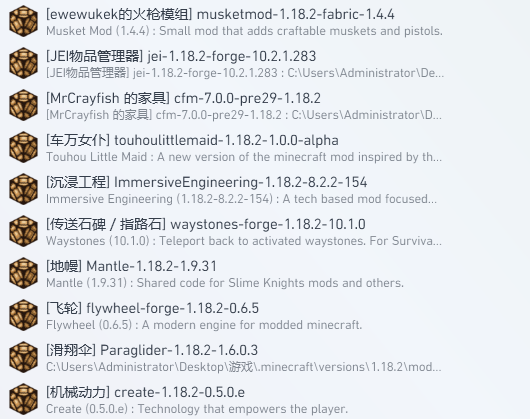 [ewewukek的火枪模组] musketmod-1.18.2-fabric-1.4.4
Musket Mod (1.4.4) : Small mod that adds craftable muskets and pistols.
[JEI物品管理器] jei-1.18.2-forge-10.2.1.283
[JEI物品管理器] jei-1.18.2-forge-10.2.1.283 : C:\Users\Administrator\De...
[MrCrayfish 的家具] cfm-7.0.0-pre29-1.18.2
[MrCrayfish 的家具] cfm-7.0.0-pre29-1.18.2 : C:\Users\Administrator\D...
[车万女仆] touhoulittlemaid-1.18.2-1.0.0-alpha
Touhou Little Maid : A new version of the minecraft mod inspired by th...
[沉浸工程] ImmersiveEngineering-1.18.2-8.2.2-154
Immersive Engineering (1.18.2-8.2.2-154) : A tech based mod focused...
[传送石碑 / 指路石] waystones-forge-1.18.2-10.1.0
Waystones (10.1.0) : Teleport back to activated waystones. For Surviva...
[地幔] Mantle-1.18.2-1.9.31
Mantle (1.9.31) : Shared code for Slime Knights mods and others.
[飞轮] flywheel-forge-1.18.2-0.6.5
Flywheel (0.6.5) : A modern engine for modded minecraft.
[滑翔伞] Paraglider-1.18.2-1.6.0.3
C:\Users\Administrator\Desktop\游戏\.minecraft\versions\1.18.2\mod...
[机械动力] create-1.18.2-0.5.0.e
Create (0.5.0.e) : Technology that empowers the player.